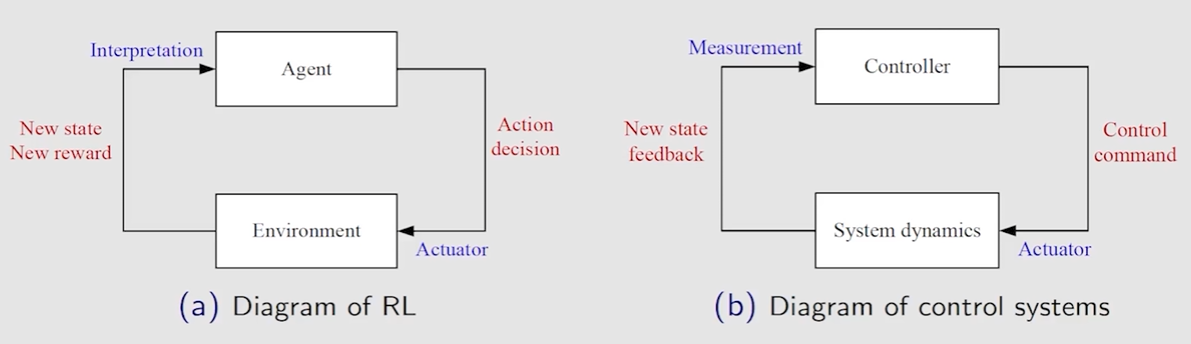 Interpretation
Agent
New state
New reward
Action
decision
Environment
Actuator
(a) Diagram of RL
Measurement
Controller
New state
feedback
Control
command
System dynamics
Actuator
(b) Diagram of control systems